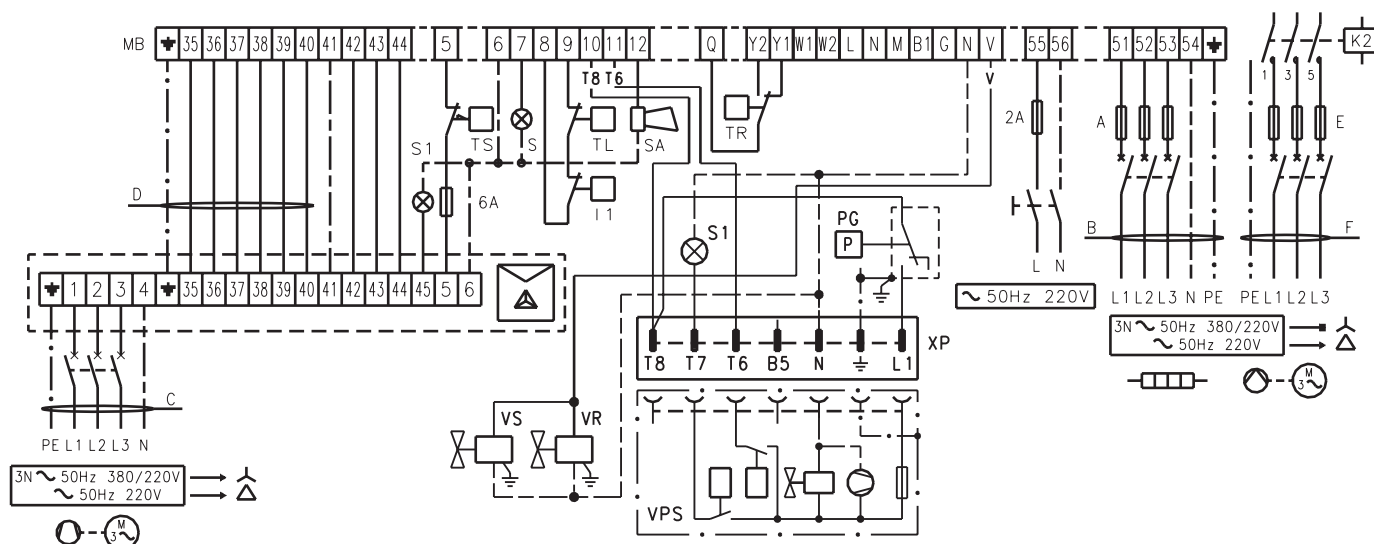 MB 35 36 37 38 39 40 41 42 43 44 5 6 7 8 9 10 11 12 Q Y2 Y1 W1 W2 L N M B1 G N V 55 56 51 52 53 54
K2
T8 T6 V
1 3 5
2A A E
TS S TL SA TR
S1
D 6A I1
PG S1 P
B F
L N
1 2 3 4 35 36 37 38 39 40 41 42 43 44 45 5 6
∼ 50Hz 220V
L1 L2 L3 N PE PE L1 L2 L3
3N ∼ 50Hz 380/220V
∼ 50Hz 220V
XP
T8 T7 T6 B5 N L1
M
3∼
C
VS VR
PE L1 L2 L3 N
3N ∼ 50Hz 380/220V
∼ 50Hz 220V
VPS
M
3∼